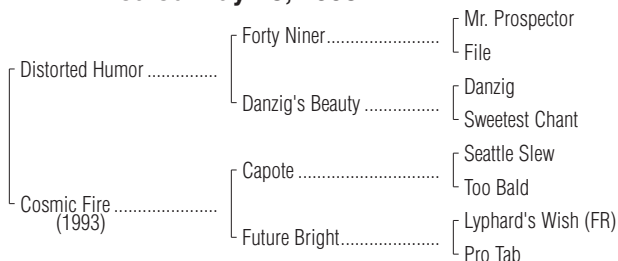 Forty Niner
Mr. Prospector
File
Distorted Humor
Danzig's Beauty
Danzig
Sweetest Chant
Capote
Seattle Slew
Too Bald
Cosmic Fire
(1993)
Future Bright
Lyphard's Wish (FR)
Pro Tab